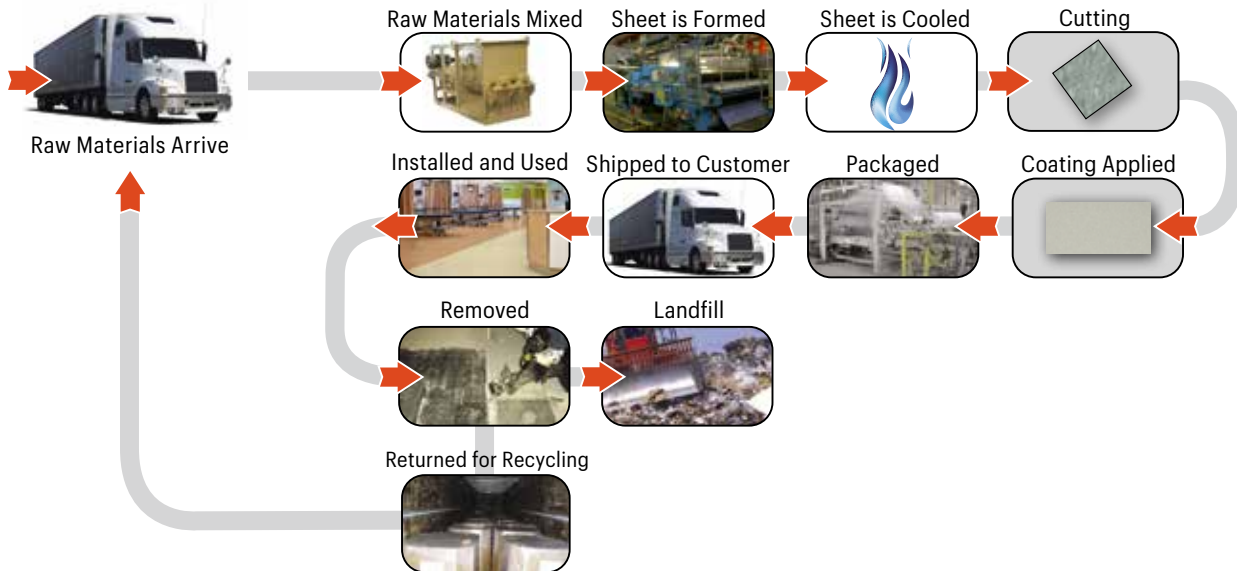 Raw Materials Mixed
Sheet is Formed
Sheet is Cooled
Cutting
Raw Materials Arrive
Installed and Used
Shipped to Customer
Packaged
Coating Applied
Removed
Landfill
Returned for Recycling